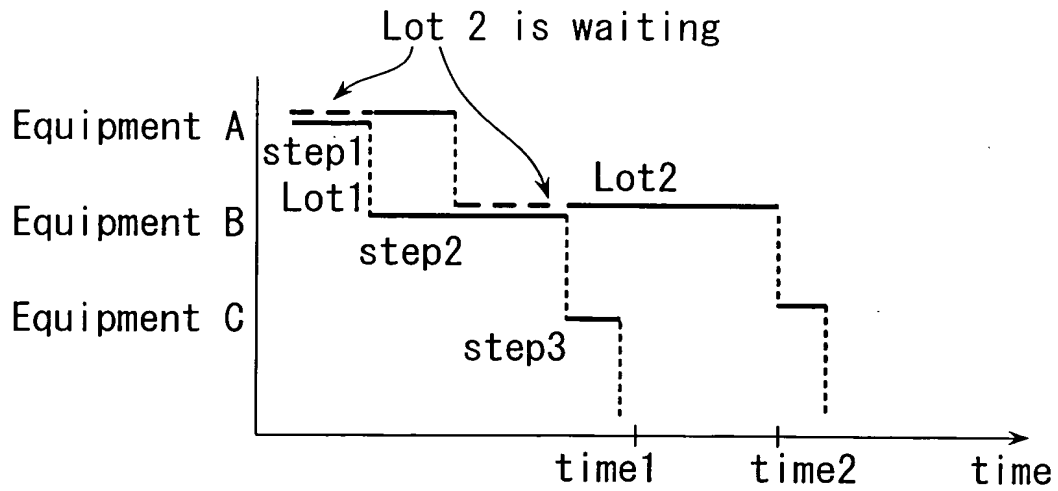 Lot 2 is waiting
Equipment A
step1
Lot1
Lot2
Equipment B
step2
Equipment C
step3
time1
time2
time